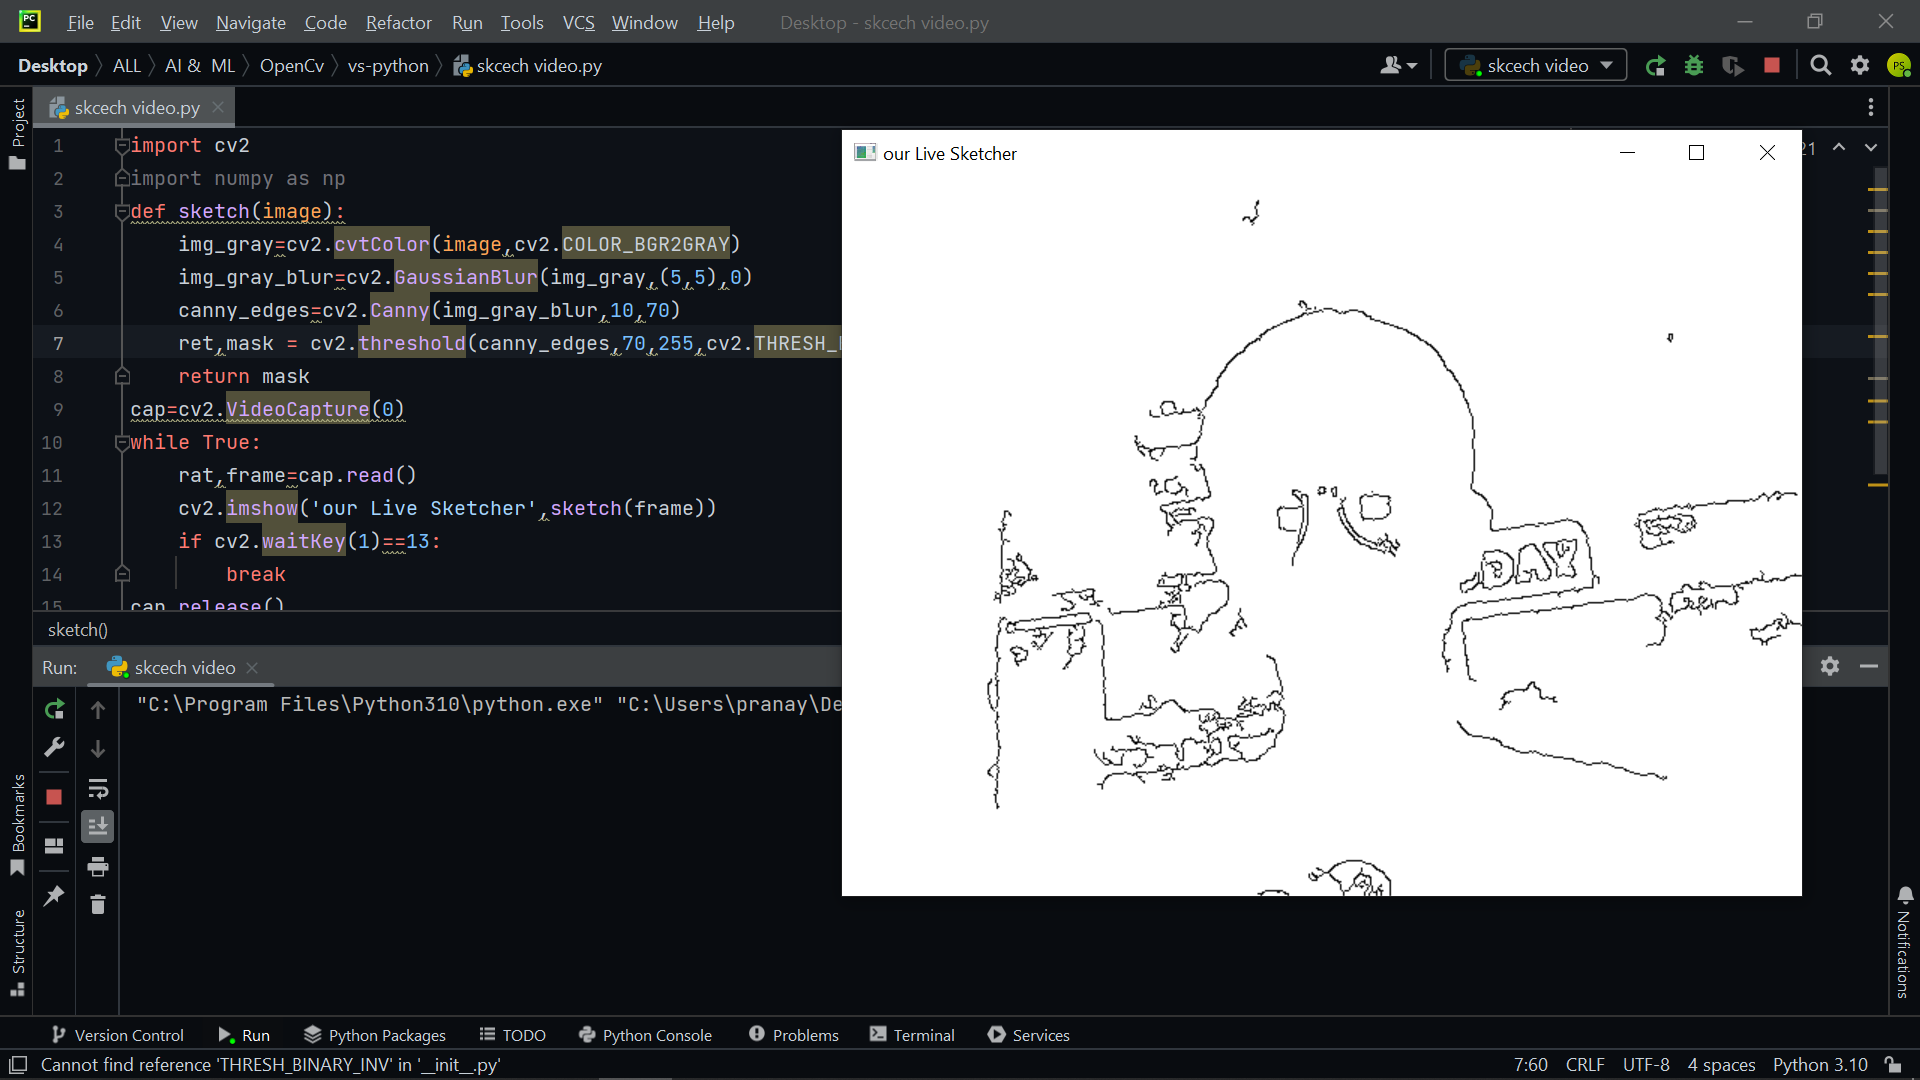 PC File Edit View Navigate Code Refactor Run Tools VCS Window Help Desktop - skcech video.py
Desktop ALL AI & ML OpenCv vs-python skcech video.py skcech video PS
skcech video.py
Project
1 import cv2
2 import numpy as np
3 def sketch(image):
4 img_gray=cv2.cvtColor(image,cv2.COLOR_BGR2GRAY)
5 img_gray_blur=cv2.GaussianBlur(img_gray,(5,5),0)
6 canny_edges=cv2.Canny(img_gray_blur,10,70)
7 ret,mask = cv2.threshold(canny_edges,70,255,cv2.THRESH_
8 return mask
9 cap=cv2.VideoCapture(0)
10 while True:
11 rat,frame=cap.read()
12 cv2.imshow('our Live Sketcher',sketch(frame))
13 if cv2.waitKey(1)==13:
14 break
15 cap.release()
21
our Live Sketcher
DAY
sketch()
Run: skcech video
"C:\Program Files\Python310\python.exe" "C:\Users\pranay\De
Bookmarks
Structure
Notifications
Version Control Run Python Packages TODO Python Console Problems Terminal Services
Cannot find reference 'THRESH_BINARY_INV' in '__init__.py' 7:60 CRLF UTF-8 4 spaces Python 3.10